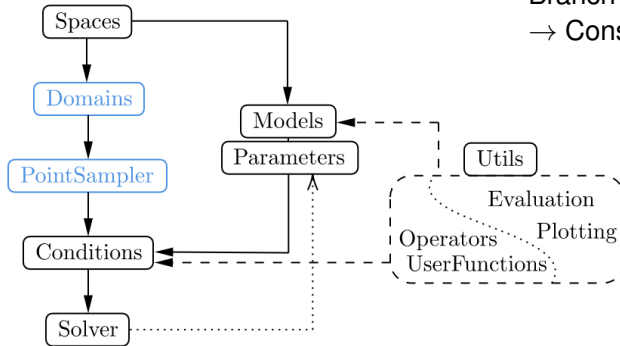 Spaces
→ Cons
Domains
Models
Parameters
Utils
PointSampler
Evaluation
Plotting
Operators
UserFunctions
Conditions
Solver